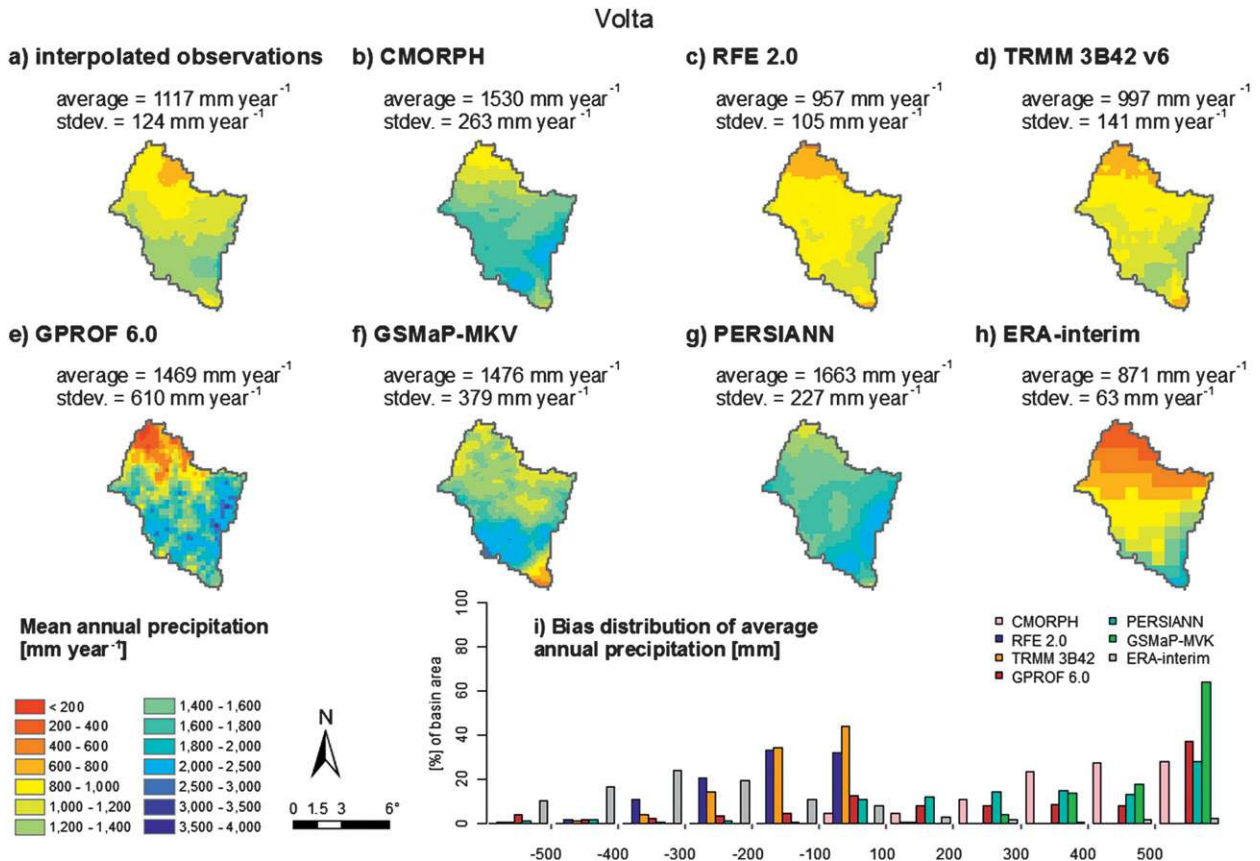 Volta
a) interpolated observations
average = 1117 mm year⁻¹
stdev. = 124 mm year⁻¹
b) CMORPH
average = 1530 mm year⁻¹
stdev. = 263 mm year⁻¹
c) RFE 2.0
average = 957 mm year⁻¹
stdev. = 105 mm year⁻¹
d) TRMM 3B42 v6
average = 997 mm year⁻¹
stdev. = 141 mm year⁻¹
e) GPROF 6.0
average = 1469 mm year⁻¹
stdev. = 610 mm year⁻¹
f) GSMaP-MKV
average = 1476 mm year⁻¹
stdev. = 379 mm year⁻¹
g) PERSIANN
average = 1663 mm year⁻¹
stdev. = 227 mm year⁻¹
h) ERA-interim
average = 871 mm year⁻¹
stdev. = 63 mm year⁻¹
Mean annual precipitation
[mm year⁻¹]
< 200
200 - 400
400 - 600
600 - 800
800 - 1,000
1,000 - 1,200
1,200 - 1,400
1,400 - 1,600
1,600 - 1,800
1,800 - 2,000
2,000 - 2,500
2,500 - 3,000
3,000 - 3,500
3,500 - 4,000
N
0 1.5 3 6°
i) Bias distribution of average
annual precipitation [mm]
CMORPH
RFE 2.0
TRMM 3B42
GPROF 6.0
PERSIANN
GSMaP-MVK
ERA-interim
[%] of basin area
100
80
60
40
20
0
-500 -400 -300 -200 -100 100 200 300 400 500